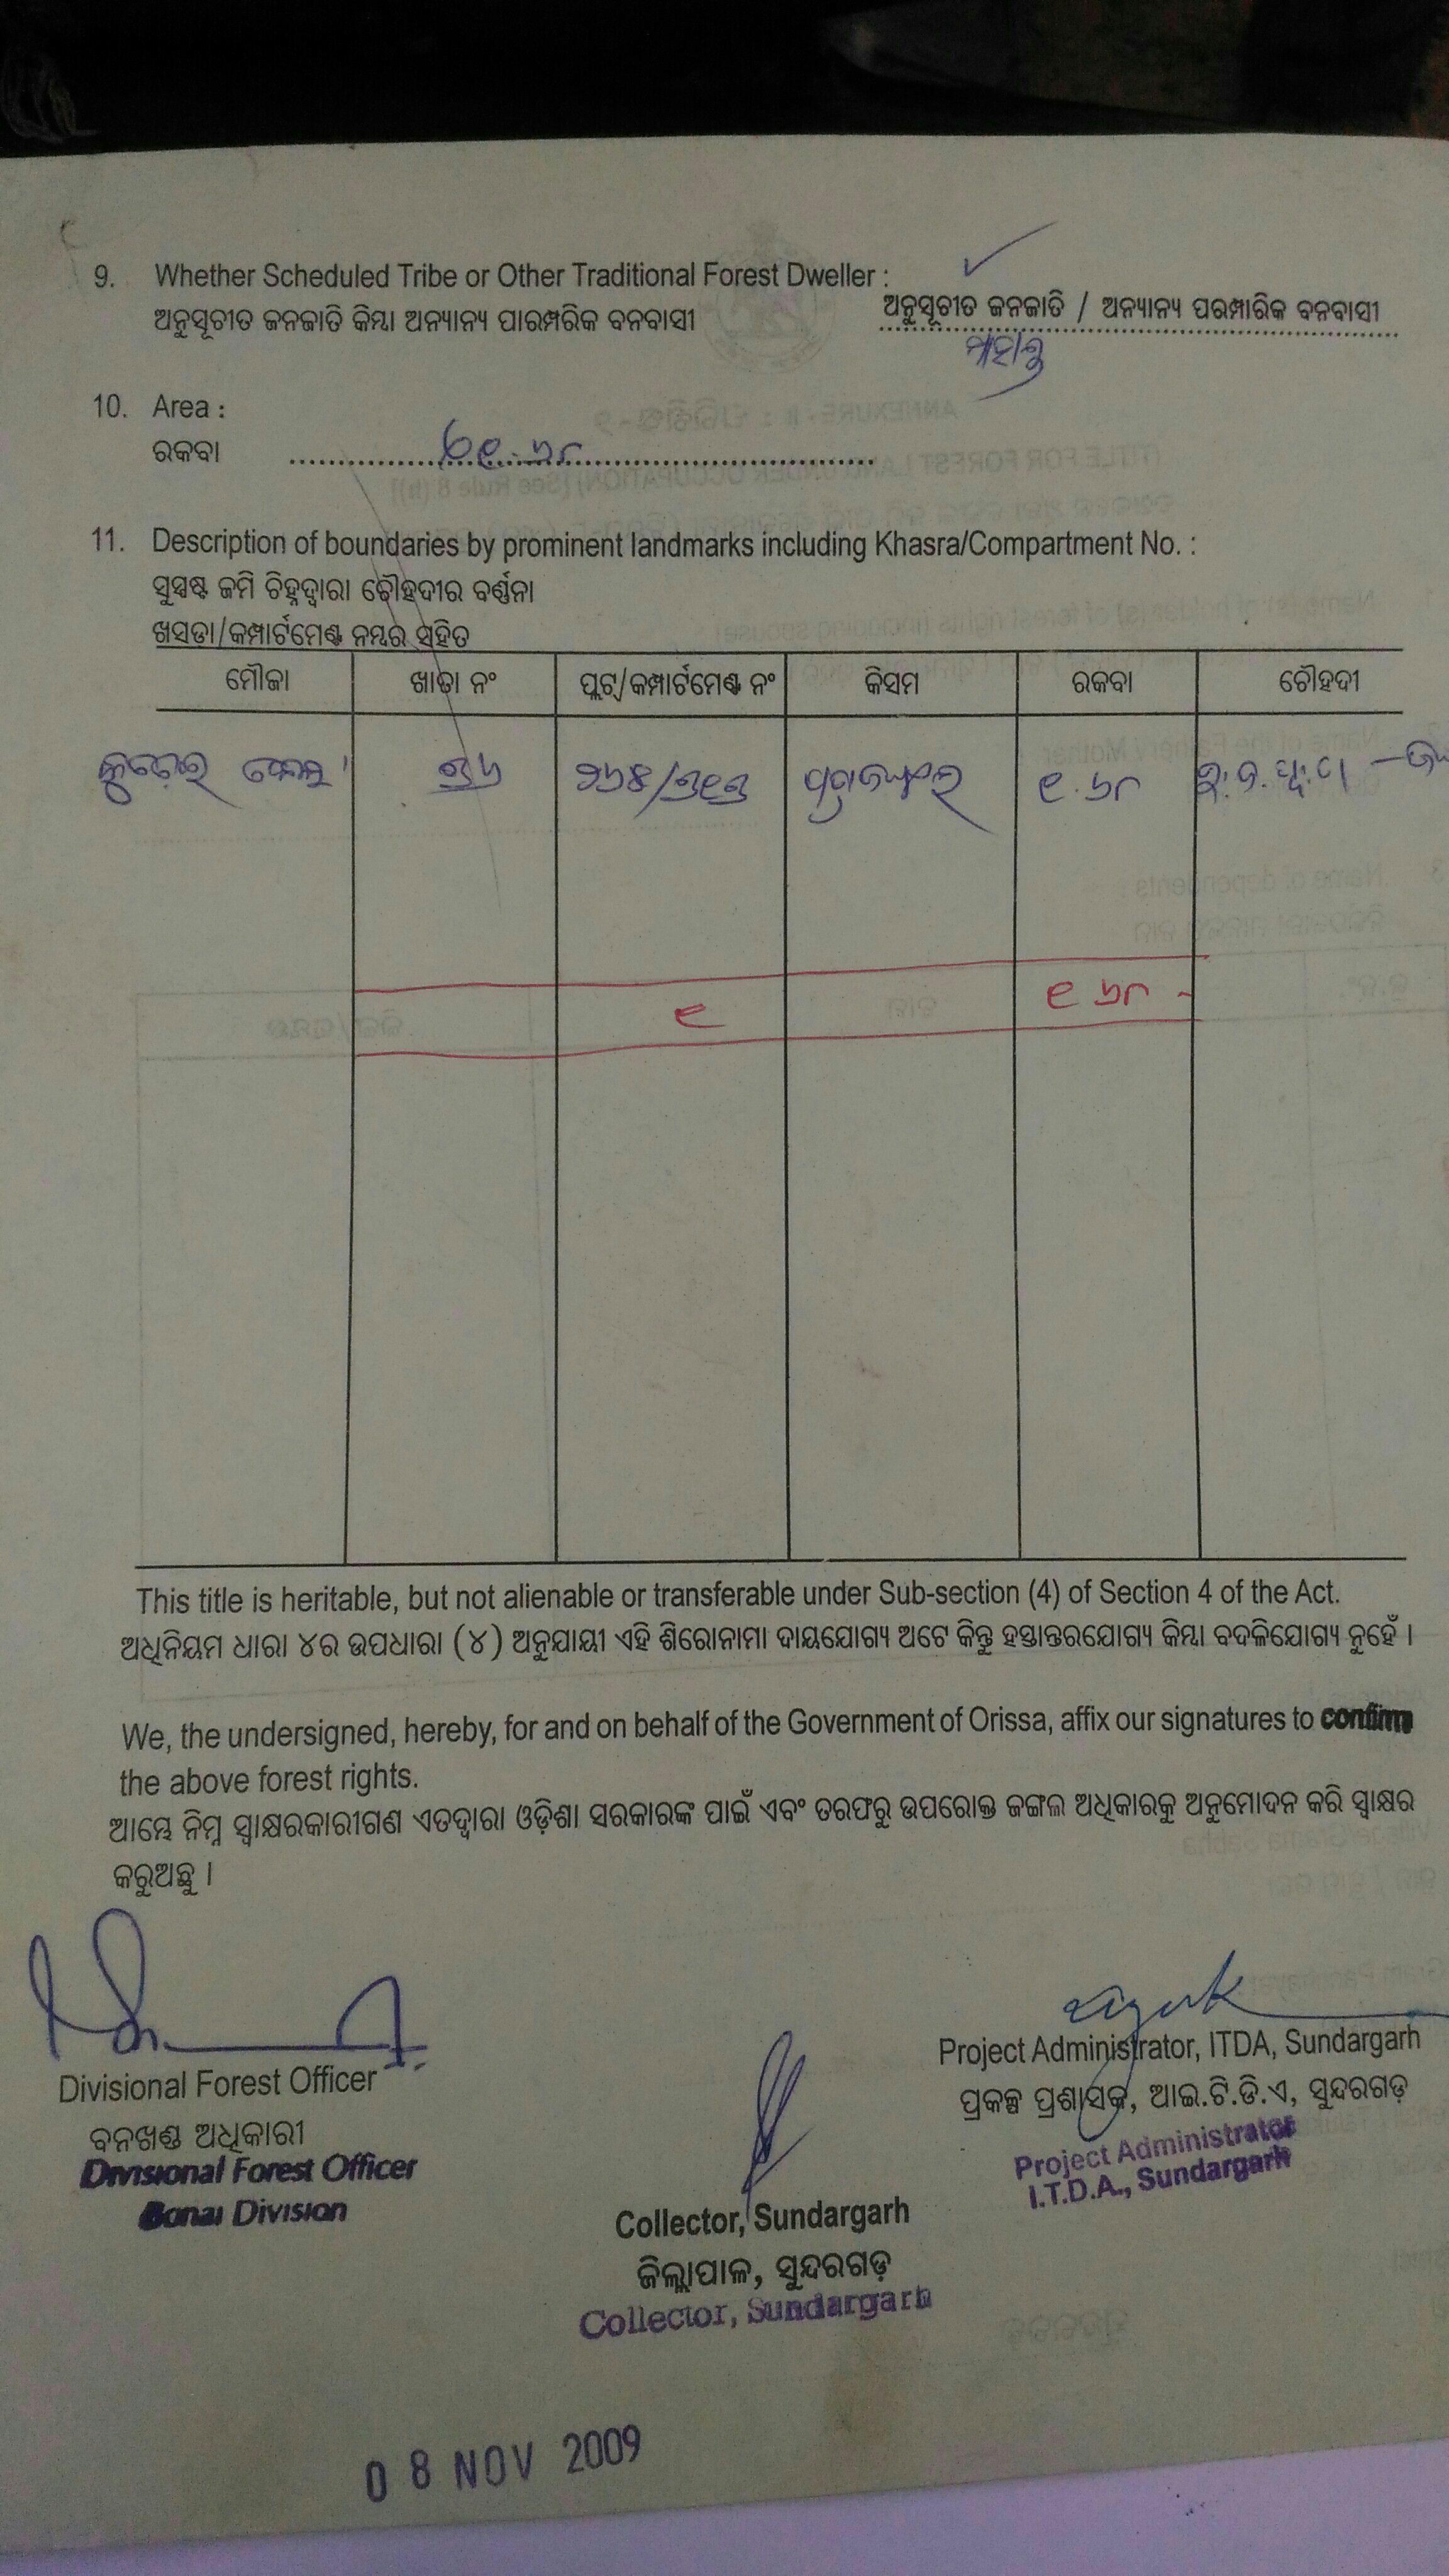 9. Whether Scheduled Tribe or Other Traditional Forest Dweller :
ଅନୁସୂଚୀତ ଜନଜାତି କିମ୍ବା ଅନ୍ୟାନ୍ୟ ପାରମ୍ପରିକ ବନବାସୀ
ଅନୁସୂଚୀତ ଜନଜାତି / ଅନ୍ୟାନ୍ୟ ପରମ୍ପାରିକ ବନବାସୀ
10. Area :
ରକବା
11. Description of boundaries by prominent landmarks including Khasra/Compartment No. :
ସୁସ୍ପଷ୍ଟ ଜମି ଚିହ୍ନଦ୍ୱାରା ଚୌହଦୀର ବର୍ଣ୍ଣନା
ଖସଡା/କମ୍ପାର୍ଟମେଣ୍ଟ ନମ୍ବର ସହିତ
ମୌଜା ଖାତା ନଂ ପ୍ଲଟ୍/କମ୍ପାର୍ଟମେଣ୍ଟ ନଂ କିସମ ରକବା ଚୌହଦୀ
୩୬ ୨୬୫/୩୧୩ ୧.୬୮
୧ ୧ ୬୮
This title is heritable, but not alienable or transferable under Sub-section (4) of Section 4 of the Act.
ଅଧିନିୟମ ଧାରା ୪ର ଉପଧାରା (୪) ଅନୁଯାୟୀ ଏହି ଶିରୋନାମା ଦାୟଯୋଗ୍ୟ ଅଟେ କିନ୍ତୁ ହସ୍ତାନ୍ତରଯୋଗ୍ୟ କିମ୍ବା ବଦଳିଯୋଗ୍ୟ ନୁହେଁ ।
We, the undersigned, hereby, for and on behalf of the Government of Orissa, affix our signatures to confirm
the above forest rights.
ଆମ୍ଭେ ନିମ୍ନ ସ୍ୱାକ୍ଷରକାରୀଗଣ ଏତଦ୍ୱାରା ଓଡ଼ିଶା ସରକାରଙ୍କ ପାଇଁ ଏବଂ ତରଫରୁ ଉପରୋକ୍ତ ଜଙ୍ଗଲ ଅଧିକାରକୁ ଅନୁମୋଦନ କରି ସ୍ୱାକ୍ଷର
କରୁଅଛୁ ।
Project Administrator, ITDA, Sundargarh
ପ୍ରକଳ୍ପ ପ୍ରଶାସକ, ଆଇ.ଟି.ଡି.ଏ, ସୁନ୍ଦରଗଡ଼
Project Administrator
I.T.D.A., Sundargarh
Divisional Forest Officer
ବନଖଣ୍ଡ ଅଧିକାରୀ
Divisional Forest Officer
Bonai Division
Collector, Sundargarh
ଜିଲ୍ଲାପାଳ, ସୁନ୍ଦରଗଡ଼
Collector, Sundargarh
08 NOV 2009